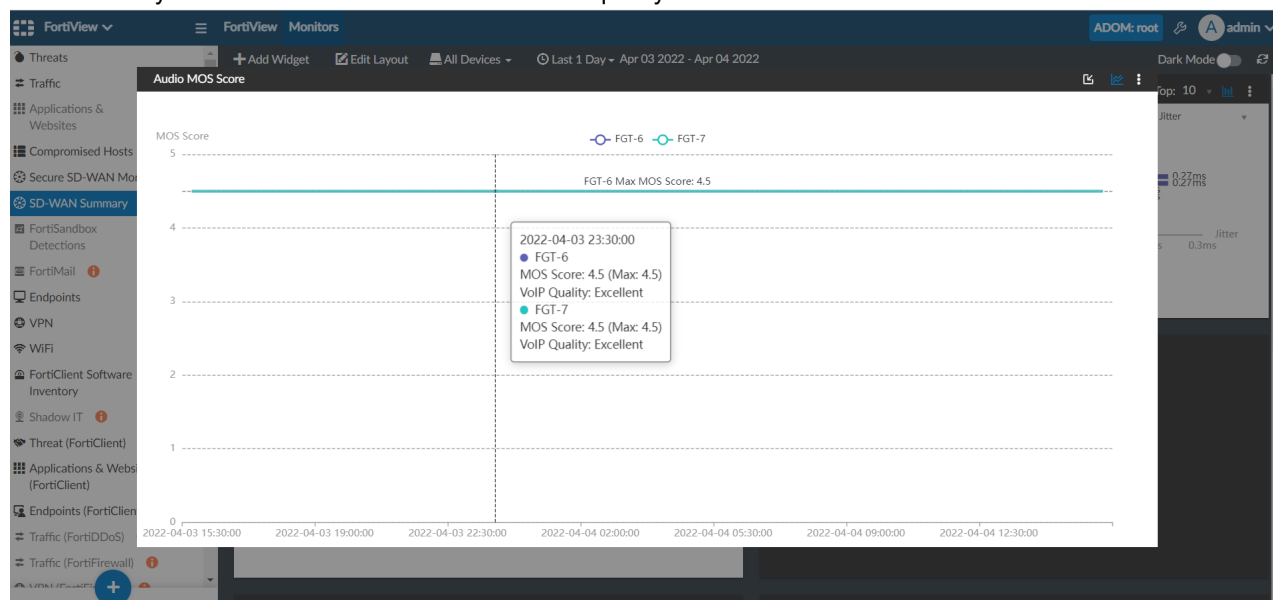 FortiView
FortiView Monitors
ADOM: root
A
admin
Threats
Traffic
Applications &
Websites
Compromised Hosts
Secure SD-WAN Mo
SD-WAN Summary
FortiSandbox
Detections
FortiMail
Endpoints
VPN
WiFi
FortiClient Software
Inventory
Shadow IT
Threat (FortiClient)
Applications & Websi
(FortiClient)
Endpoints (FortiClien
Traffic (FortiDDoS)
Traffic (FortiFirewall)
Add Widget Edit Layout All Devices Last 1 Day Apr 03 2022 - Apr 04 2022
Dark Mode
Top: 10
Jitter
0.27ms
0.27ms
Jitter
0.3ms
Audio MOS Score
MOS Score
FGT-6 FGT-7
5
FGT-6 Max MOS Score: 4.5
4
3
2
1
0
2022-04-03 23:30:00
FGT-6
MOS Score: 4.5 (Max: 4.5)
VoIP Quality: Excellent
FGT-7
MOS Score: 4.5 (Max: 4.5)
VoIP Quality: Excellent
2022-04-03 15:30:00 2022-04-03 19:00:00 2022-04-03 22:30:00 2022-04-04 02:00:00 2022-04-04 05:30:00 2022-04-04 09:00:00 2022-04-04 12:30:00